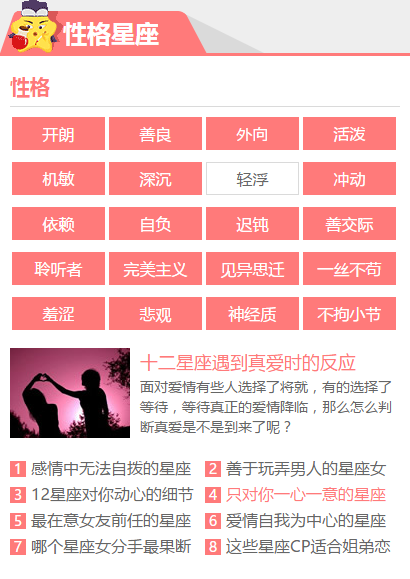 性格星座
性格
开朗 善良 外向 活泼
机敏 深沉 轻浮 冲动
依赖 自负 迟钝 善交际
聆听者 完美主义 见异思迁 一丝不苟
羞涩 悲观 神经质 不拘小节
十二星座遇到真爱时的反应
面对爱情有些人选择了将就，有的选择了
等待，等待真正的爱情降临，那么怎么判
断真爱是不是到来了呢？
1 感情中无法自拨的星座 2 善于玩弄男人的星座女
3 12星座对你动心的细节 4 只对你一心一意的星座
5 最在意女友前任的星座 6 爱情自我为中心的星座
7 哪个星座女分手最果断 8 这些星座CP适合姐弟恋